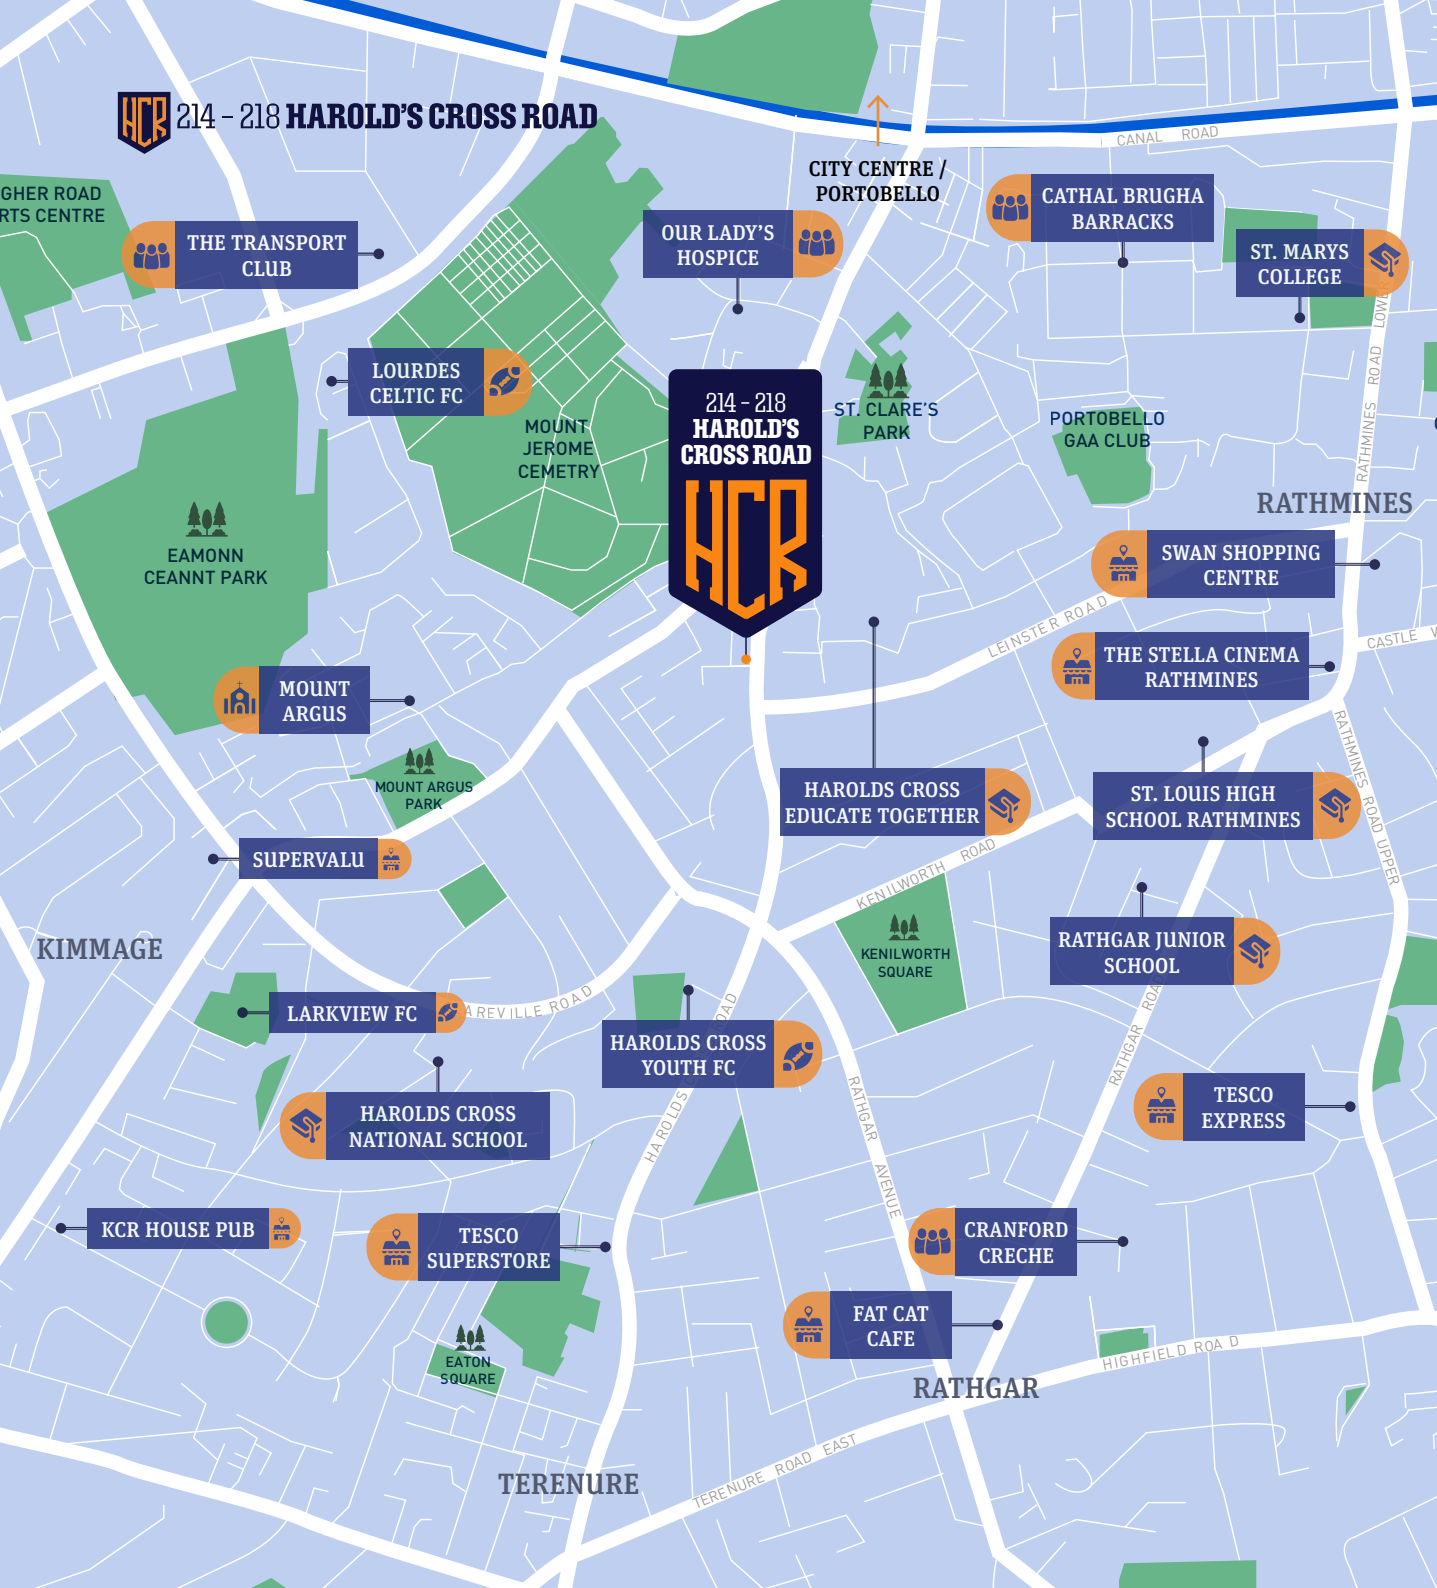 HCR 214 – 218 HAROLD'S CROSS ROAD
CANAL ROAD
CITY CENTRE /
PORTOBELLO
GHER ROAD
RTS CENTRE
THE TRANSPORT
CLUB
OUR LADY'S
HOSPICE
CATHAL BRUGHA
BARRACKS
ST. MARYS
COLLEGE
RATHMINES ROAD LOWER
LOURDES
CELTIC FC
MOUNT
JEROME
CEMETRY
214 – 218
HAROLD'S
CROSS ROAD
HCR
ST. CLARE'S
PARK
PORTOBELLO
GAA CLUB
RATHMINES
EAMONN
CEANNT PARK
SWAN SHOPPING
CENTRE
LEINSTER ROAD
CASTLE W
THE STELLA CINEMA
RATHMINES
MOUNT
ARGUS
RATHMINES ROAD UPPER
MOUNT ARGUS
PARK
HAROLDS CROSS
EDUCATE TOGETHER
ST. LOUIS HIGH
SCHOOL RATHMINES
SUPERVALU
KENILWORTH ROAD
KIMMAGE
KENILWORTH
SQUARE
RATHGAR JUNIOR
SCHOOL
LARKVIEW FC
AREVILLE ROAD
HAROLDS ROAD
HAROLDS CROSS
YOUTH FC
RATHGAR ROA
RATHGAR AVENUE
TESCO
EXPRESS
HAROLDS CROSS
NATIONAL SCHOOL
KCR HOUSE PUB
TESCO
SUPERSTORE
CRANFORD
CRECHE
FAT CAT
CAFE
EATON
SQUARE
HIGHFIELD ROA D
RATHGAR
TERENURE
TERENURE ROAD EAST